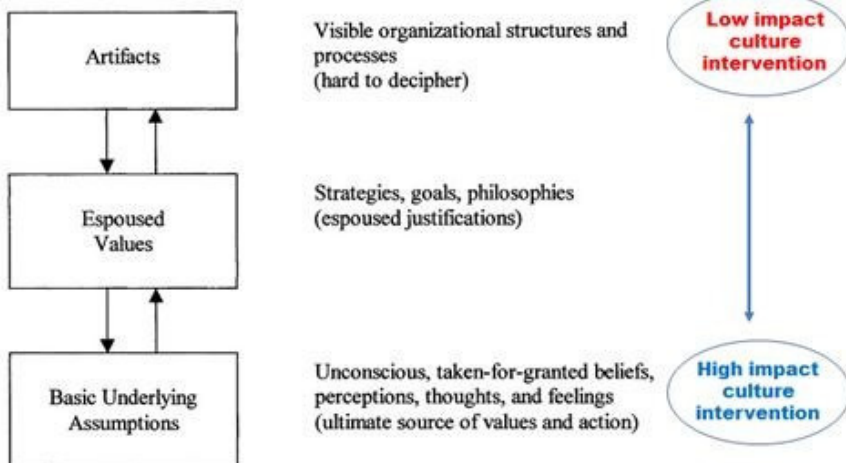 Artifacts
Visible organizational structures and
processes
(hard to decipher)
Low impact
culture
intervention
Espoused
Values
Strategies, goals, philosophies
(espoused justifications)
Basic Underlying
Assumptions
Unconscious, taken-for-granted beliefs,
perceptions, thoughts, and feelings
(ultimate source of values and action)
High impact
culture
intervention